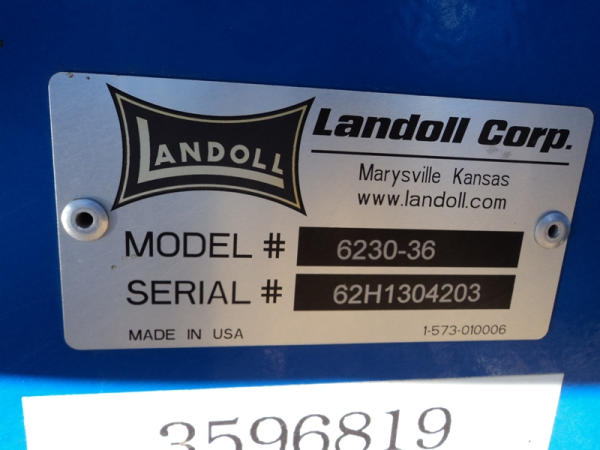 LANDOLL
Landoll Corp.
Marysville Kansas
www.landoll.com
MODEL # 6230-36
SERIAL # 62H1304203
MADE IN USA 1-573-010006
3596819